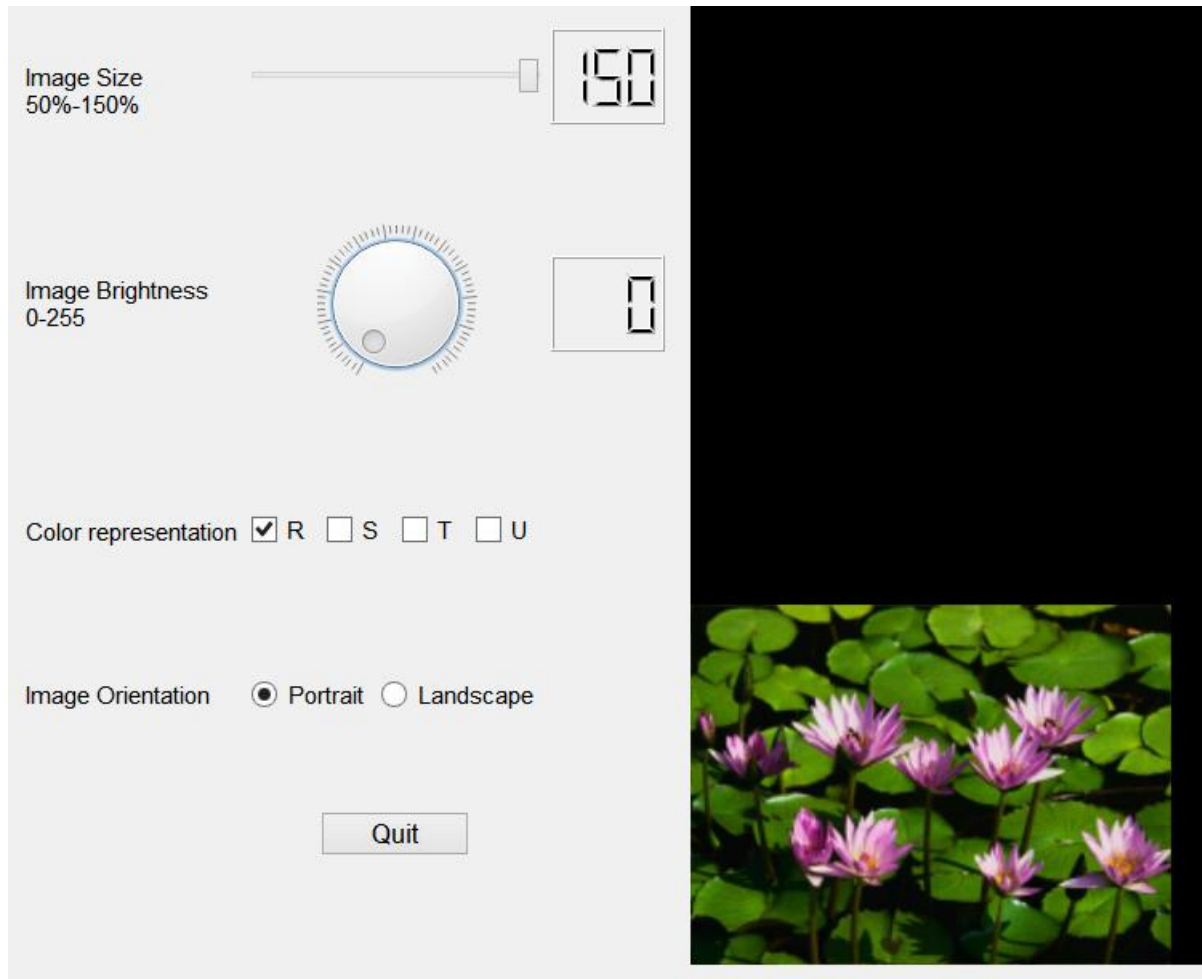 Image Size
50%-150%
150
Image Brightness
0-255
0
Color representation R S T U
Image Orientation Portrait Landscape
Quit